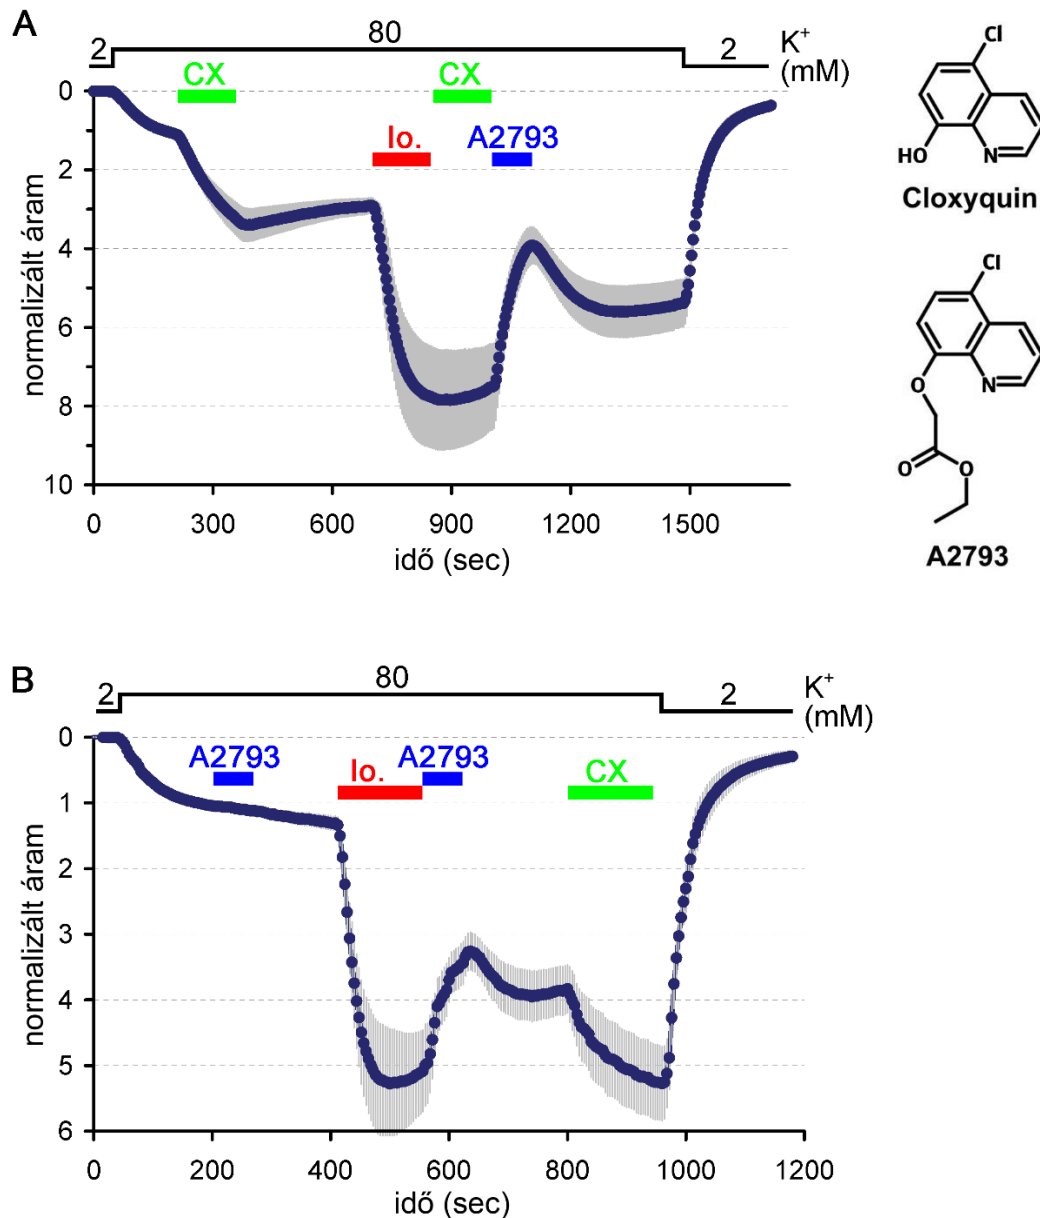 A
2
80
2
K⁺
(mM)
CX
CX
Io.
A2793
0
2
4
6
8
10
normalizált áram
0
300
600
900
1200
1500
idő (sec)
Cl
HO
N
Cloxyquin
Cl
O
N
O
O
A2793
B
2
80
2
K⁺
(mM)
A2793
Io.
A2793
CX
0
1
2
3
4
5
6
normalizált áram
0
200
400
600
800
1000
1200
idő (sec)